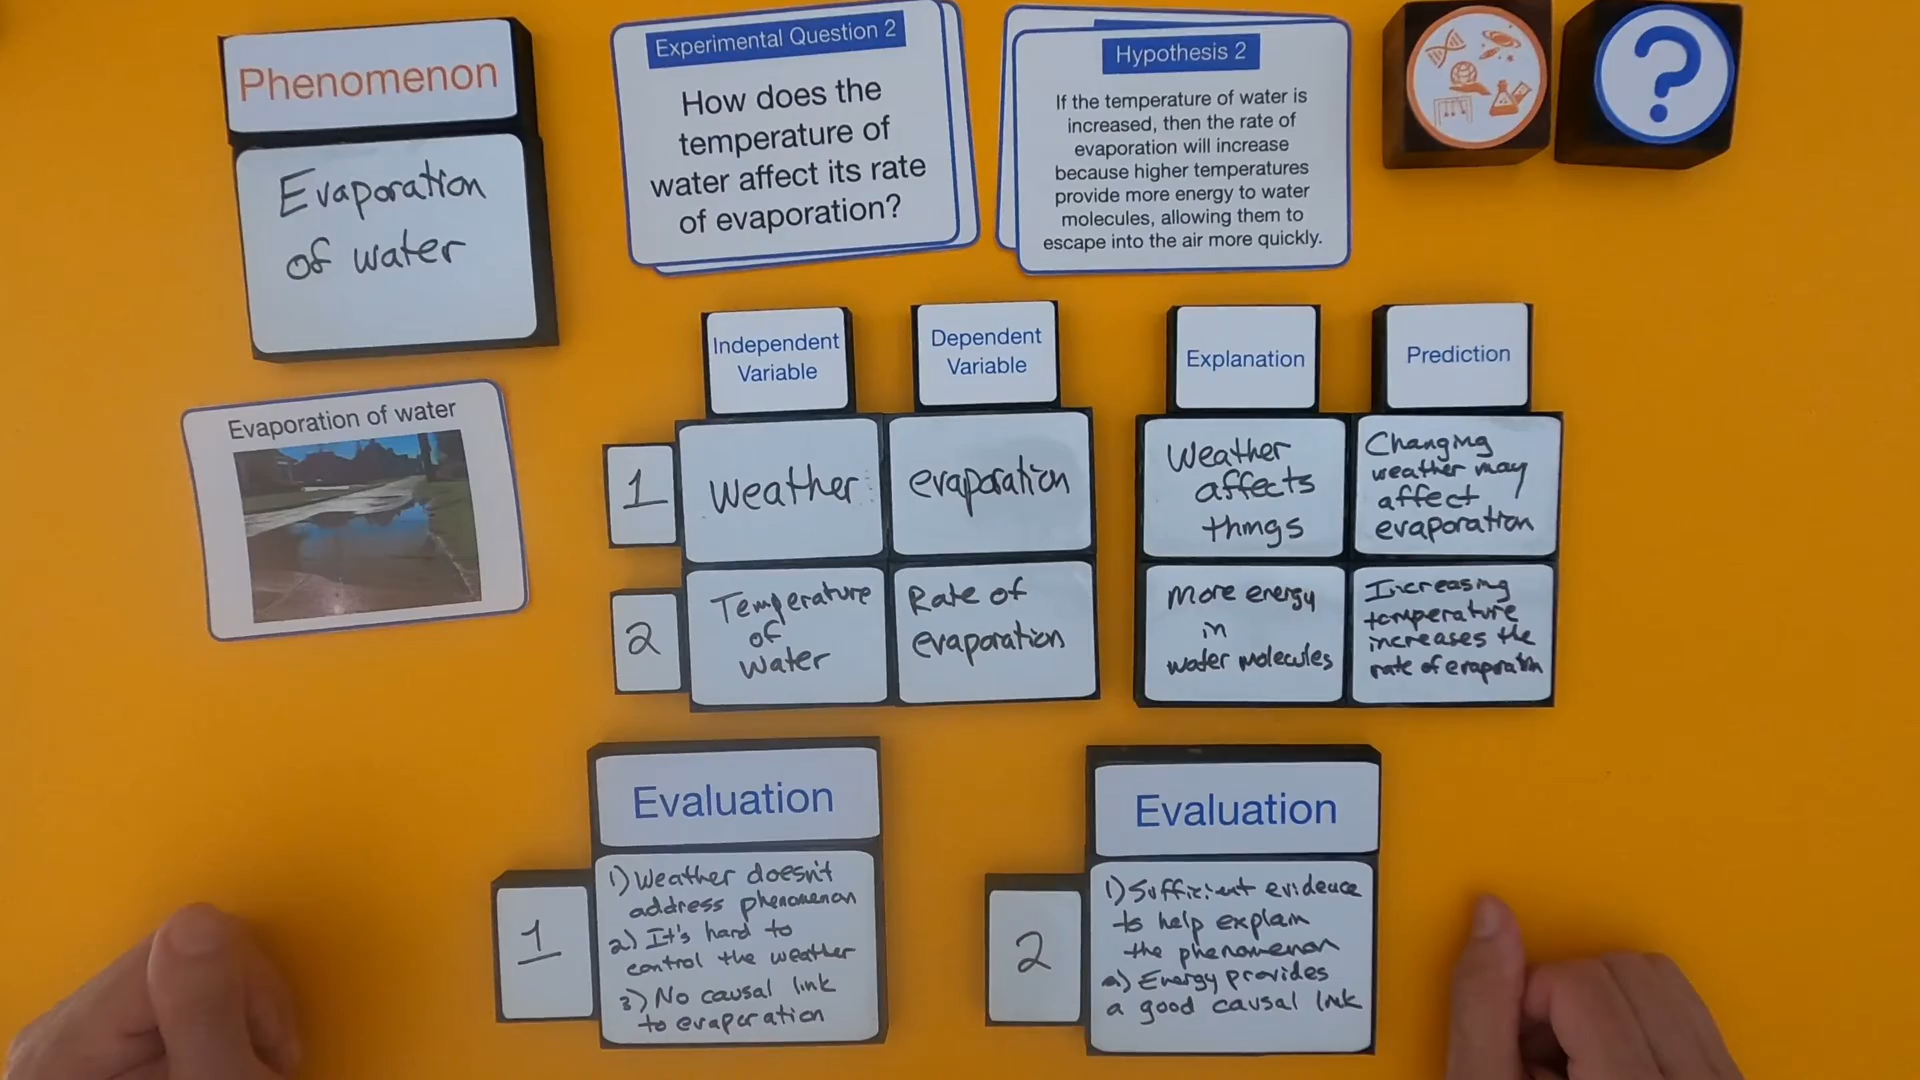 Phenomenon
Evaporation
of water
Experimental Question 2
How does the
temperature of
water affect its rate
of evaporation?
Hypothesis 2
If the temperature of water is
increased, then the rate of
evaporation will increase
because higher temperatures
provide more energy to water
molecules, allowing them to
escape into the air more quickly.
?
Evaporation of water
Independent
Variable
Dependent
Variable
Explanation
Prediction
1
Weather
evaporation
Weather
affects
things
Changing
weather may
affect
evaporation
2
Temperature
of
water
Rate of
evaporation
More energy
in
water molecules
Increasing
temperature
increases the
rate of evaporation
Evaluation
1
1) Weather doesn't
address phenomenon
2) It's hard to
control the weather
3) No causal link
to evaporation
Evaluation
2
1) Sufficient evidence
to help explain
the phenomenon
2) Energy provides
a good causal link